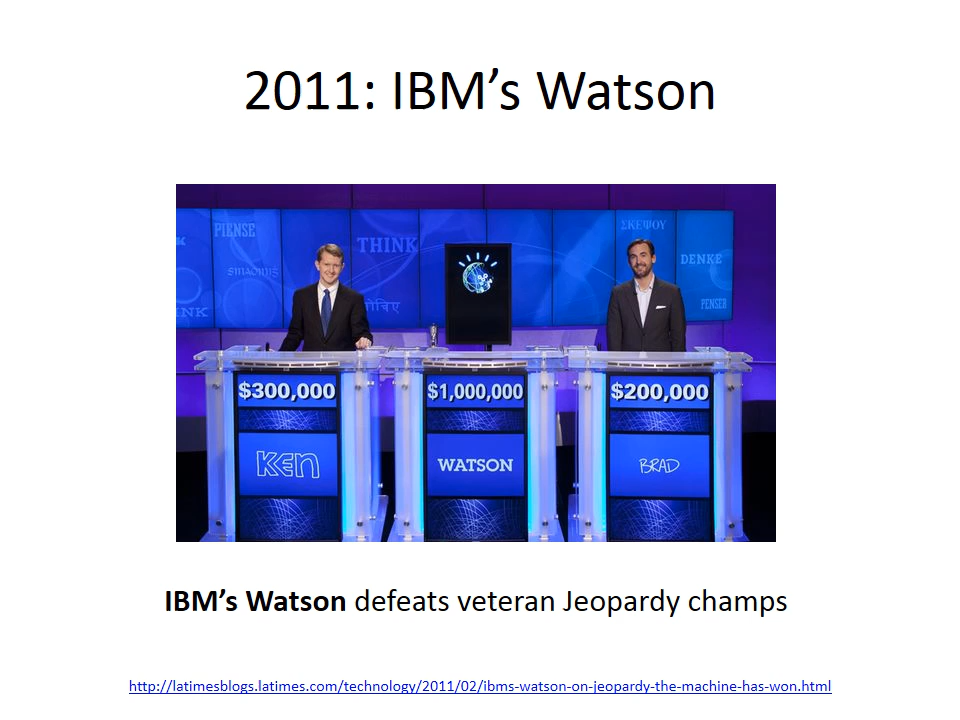 2011: IBM’s Watson
PIENSE
THINK
ΣΚΕΨΟΥ
DENKE
PENSER
INK
$300,000
$1,000,000
$200,000
KEN
WATSON
BRAD
IBM’s Watson defeats veteran Jeopardy champs
http://latimesblogs.latimes.com/technology/2011/02/ibms-watson-on-jeopardy-the-machine-has-won.html